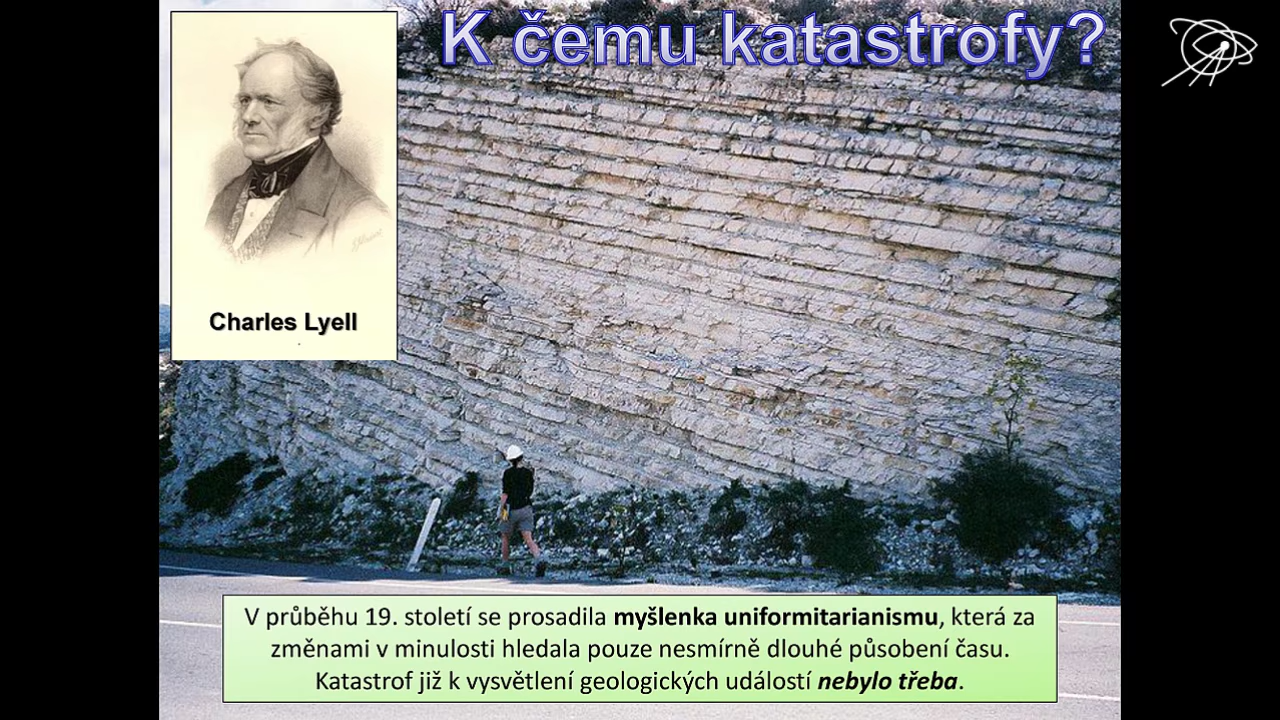 K čemu katastrofy?
Charles Lyell
V průběhu 19. století se prosadila myšlenka uniformitarianismu, která za
změnami v minulosti hledala pouze nesmírně dlouhé působení času.
Katastrof již k vysvětlení geologických událostí nebylo třeba.